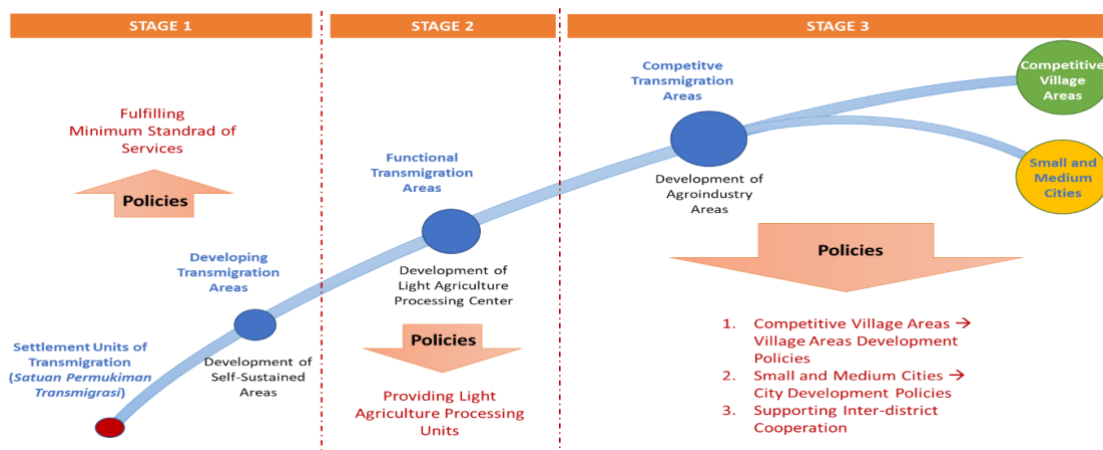 STAGE 1
STAGE 2
STAGE 3
Fulfilling
Minimum Standrad of
Services
Policies
Developing
Transmigration
Areas
Settlement Units of
Transmigration
(Satuan Permukiman
Transmigrasi)
Development of
Self-Sustained
Areas
Functional
Transmigration
Areas
Development of
Light Agriculture
Processing Center
Policies
Providing Light
Agriculture Processing
Units
Competitve
Transmigration
Areas
Development of
Agroindustry
Areas
Competitive
Village
Areas
Small and
Medium
Cities
Policies
1. Competitive Village Areas →
Village Areas Development
Policies
2. Small and Medium Cities →
City Development Policies
3. Supporting Inter-district
Cooperation